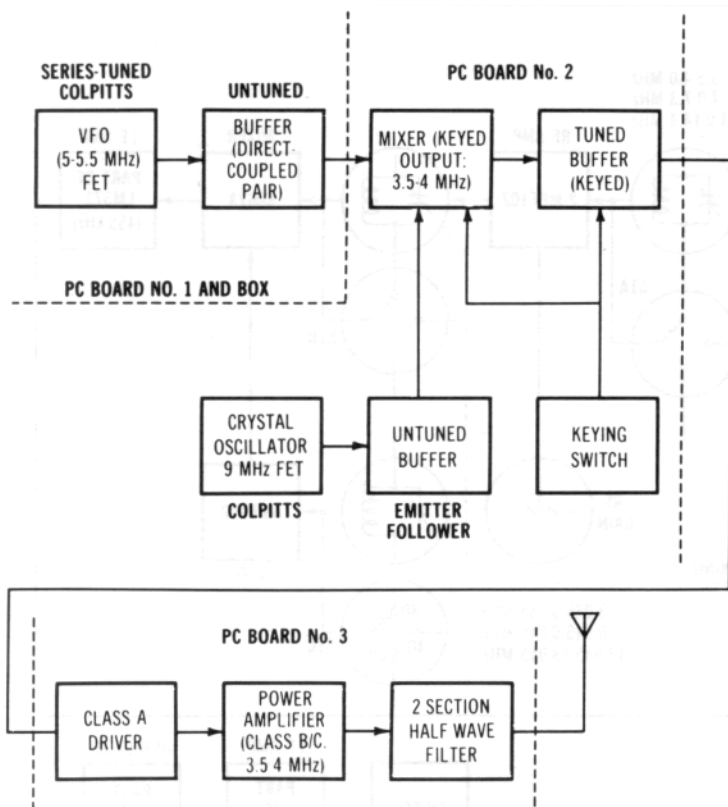 SERIES-TUNED
COLPITTS
UNTUNED
PC BOARD No. 2
VFO
(5-5.5 MHz)
FET
BUFFER
(DIRECT-
COUPLED
PAIR)
MIXER (KEYED
OUTPUT:
3.5-4 MHz)
TUNED
BUFFER
(KEYED)
PC BOARD NO. 1 AND BOX
CRYSTAL
OSCILLATOR
9 MHz FET
UNTUNED
BUFFER
KEYING
SWITCH
COLPITTS
EMITTER
FOLLOWER
PC BOARD No. 3
CLASS A
DRIVER
POWER
AMPLIFIER
(CLASS B/C.
3.5 4 MHz)
2 SECTION
HALF WAVE
FILTER